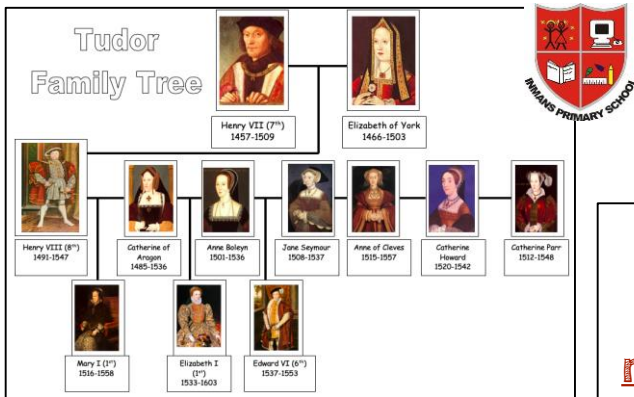 Tudor
Family Tree
INMANS PRIMARY SCHOOL
Henry VII (7th)
1457-1509
Elizabeth of York
1466-1503
Henry VIII (8th)
1491-1547
Catherine of
Aragon
1485-1536
Anne Boleyn
1501-1536
Jane Seymour
1508-1537
Anne of Cleves
1515-1557
Catherine
Howard
1520-1542
Catherine Parr
1512-1548
Mary I (1st)
1516-1558
Elizabeth I
(1st)
1533-1603
Edward VI (6th)
1537-1553